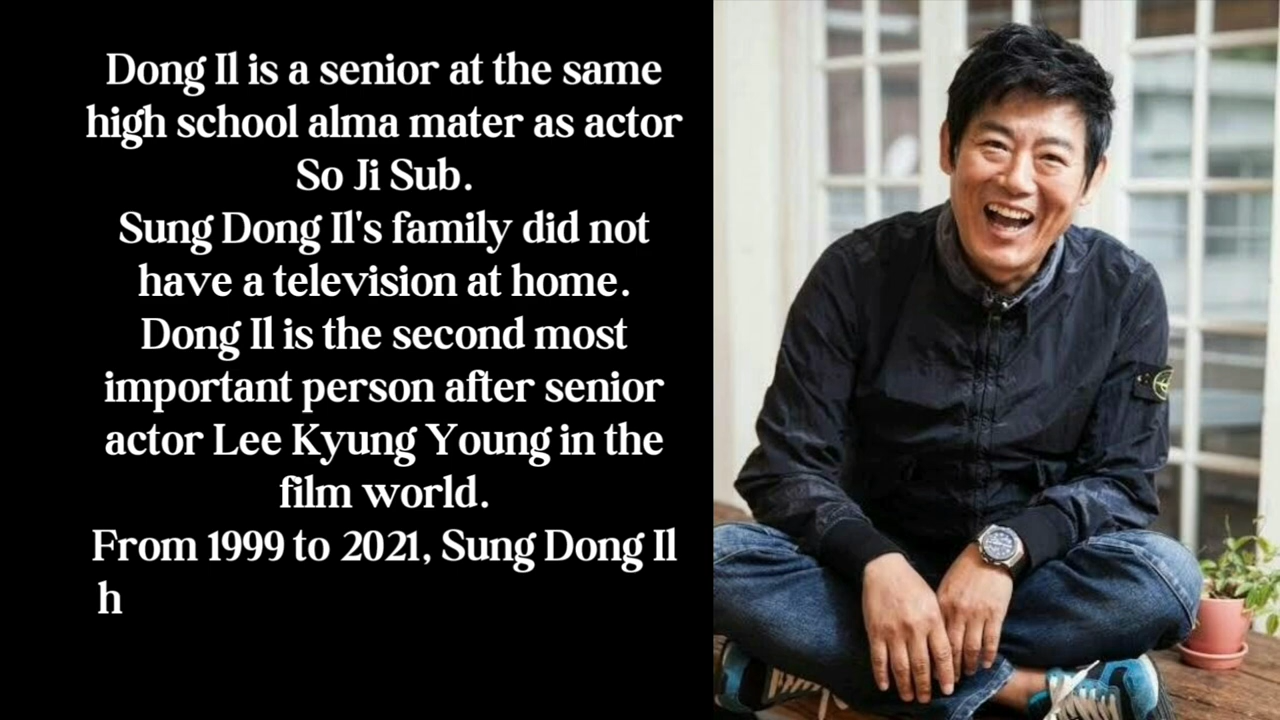 Dong Il is a senior at the same
high school alma mater as actor
So Ji Sub.
Sung Dong Il's family did not
have a television at home.
Dong Il is the second most
important person after senior
actor Lee Kyung Young in the
film world.
From 1999 to 2021, Sung Dong Il
h